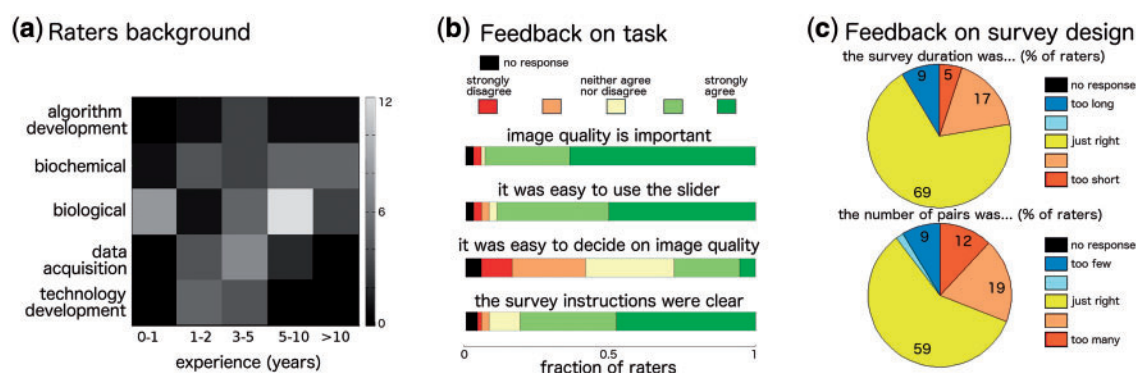 (a) Raters background
algorithm
development
biochemical
biological
data
acquisition
technology
development
0-1 1-2 3-5 5-10 >10
experience (years)
12
6
0
(b) Feedback on task
no response
strongly
disagree
neither agree
nor disagree
strongly
agree
image quality is important
it was easy to use the slider
it was easy to decide on image quality
the survey instructions were clear
0 0.5 1
fraction of raters
(c) Feedback on survey design
the survey duration was... (% of raters)
9 5
17
69
no response
too long
just right
too short
the number of pairs was... (% of raters)
9 12
19
59
no response
too few
just right
too many